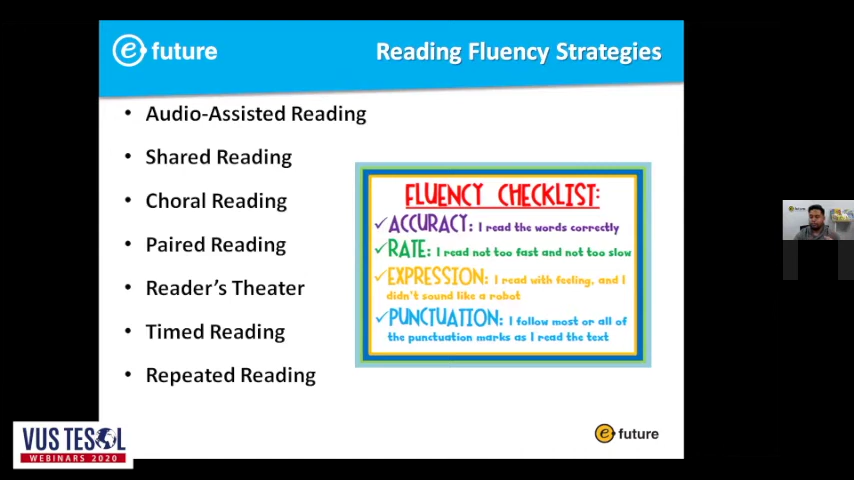 e future
Reading Fluency Strategies
• Audio-Assisted Reading
• Shared Reading
• Choral Reading
• Paired Reading
• Reader's Theater
• Timed Reading
• Repeated Reading
FLUENCY CHECKLIST:
✓ACCURACY: I read the words correctly
✓RATE: I read not too fast and not too slow
✓EXPRESSION: I read with feeling, and I
didn't sound like a robot
✓PUNCTUATION: I follow most or all of
the punctuation marks as I read the text
e future
VUS TESOL
WEBINARS 2020